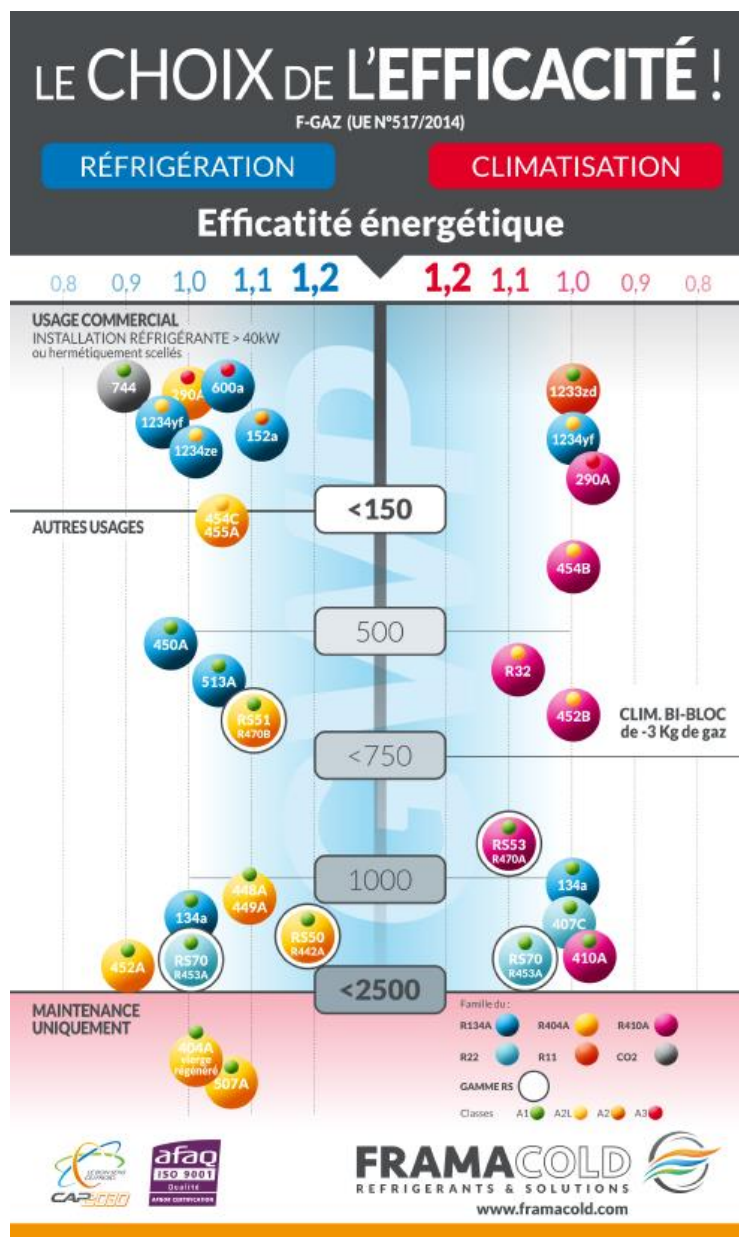 LE CHOIX DE L'EFFICACITÉ !
F-GAZ (UE N°517/2014)
RÉFRIGÉRATION
CLIMATISATION
Efficatité énergétique
0,8 0,9 1,0 1,1 1,2 1,2 1,1 1,0 0,9 0,8
USAGE COMMERCIAL
INSTALLATION RÉFRIGÉRANTE > 40kW
ou hermétiquement scellés
744
290A
600a
1233zd
1234yf
1234ze
152a
1234yf
290A
GWP
<150
AUTRES USAGES
454C
455A
454B
500
450A
513A
R32
RS51
R470B
452B
CLIM. BI-BLOC
de -3 Kg de gaz
<750
RS53
R470A
1000
448A
449A
134a
134a
407C
RS50
R442A
452A
RS70
R453A
RS70
R453A
410A
<2500
MAINTENANCE
UNIQUEMENT
404A
vierge
régénéré
507A
Famille du :
R134A R404A R410A
R22 R11 CO2
GAMME RS
Classes A1 A2L A2 A3
CAP2030
afaq
ISO 9001
Qualité
AFNOR CERTIFICATION
FRAMACOLD
REFRIGERANTS & SOLUTIONS
www.framacold.com